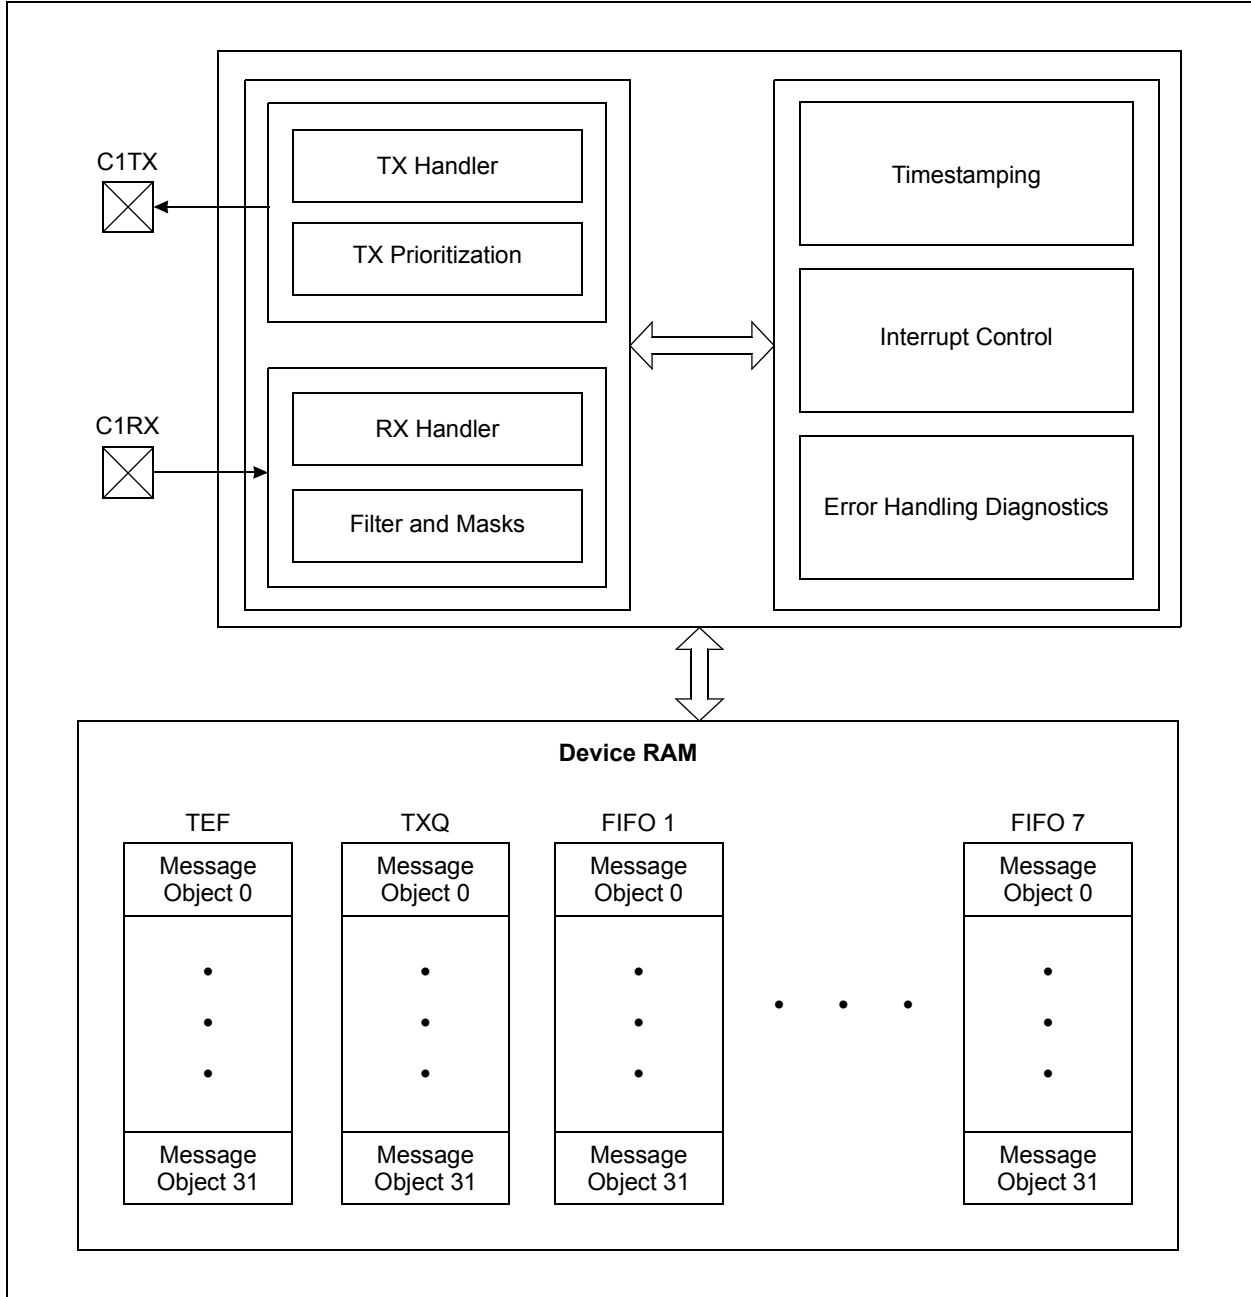 C1TX
TX Handler
TX Prioritization
C1RX
RX Handler
Filter and Masks
Timestamping
Interrupt Control
Error Handling Diagnostics
Device RAM
TEF
Message
Object 0
Message
Object 31
TXQ
Message
Object 0
Message
Object 31
FIFO 1
Message
Object 0
Message
Object 31
FIFO 7
Message
Object 0
Message
Object 31